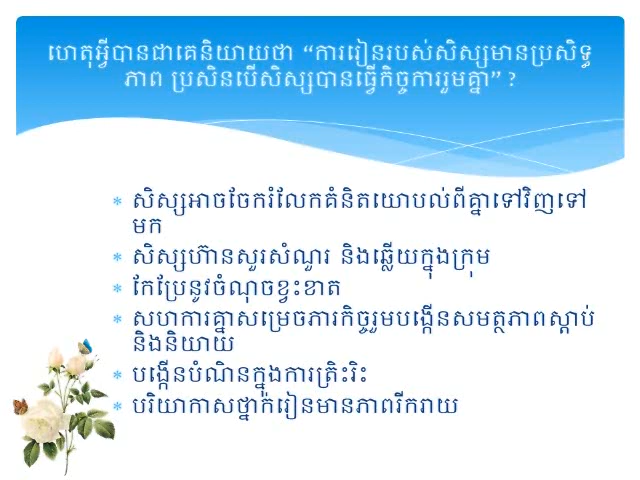 ហេតុអ្វីបានជាគេនិយាយថា “ការរៀនរបស់សិស្សមានប្រសិទ្ធ
ភាព ប្រសិនបើសិស្សបានធ្វើកិច្ចការរួមគ្នា” ?
* សិស្សអាចចែករំលែកគំនិតយោបល់ពីគ្នាទៅវិញទៅ
មក
* សិស្សហ៊ានសួរសំណួរ និងឆ្លើយក្នុងក្រុម
* កែប្រែនូវចំណុចខ្វះខាត
* សហការគ្នាសម្រេចភារកិច្ចរួមបង្កើនសមត្ថភាពស្តាប់
និងនិយាយ
* បង្កើនបំណិនក្នុងការត្រិះរិះ
* បរិយាកាសថ្នាក់រៀនមានភាពរីករាយ